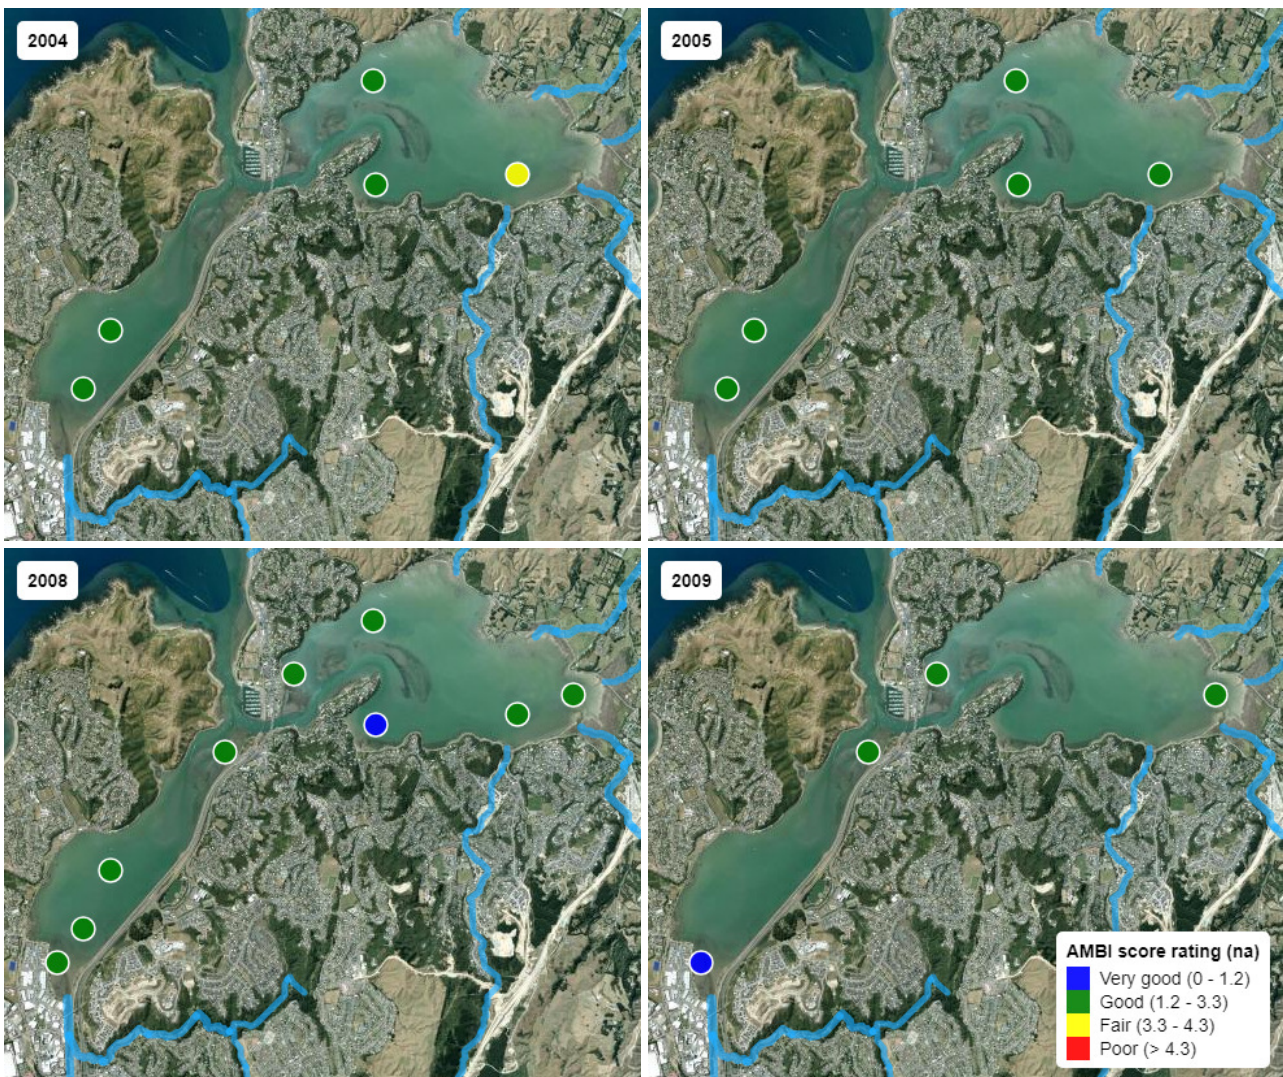 2004
2005
2008
2009
AMBI score rating (na)
Very good (0 - 1.2)
Good (1.2 - 3.3)
Fair (3.3 - 4.3)
Poor (> 4.3)